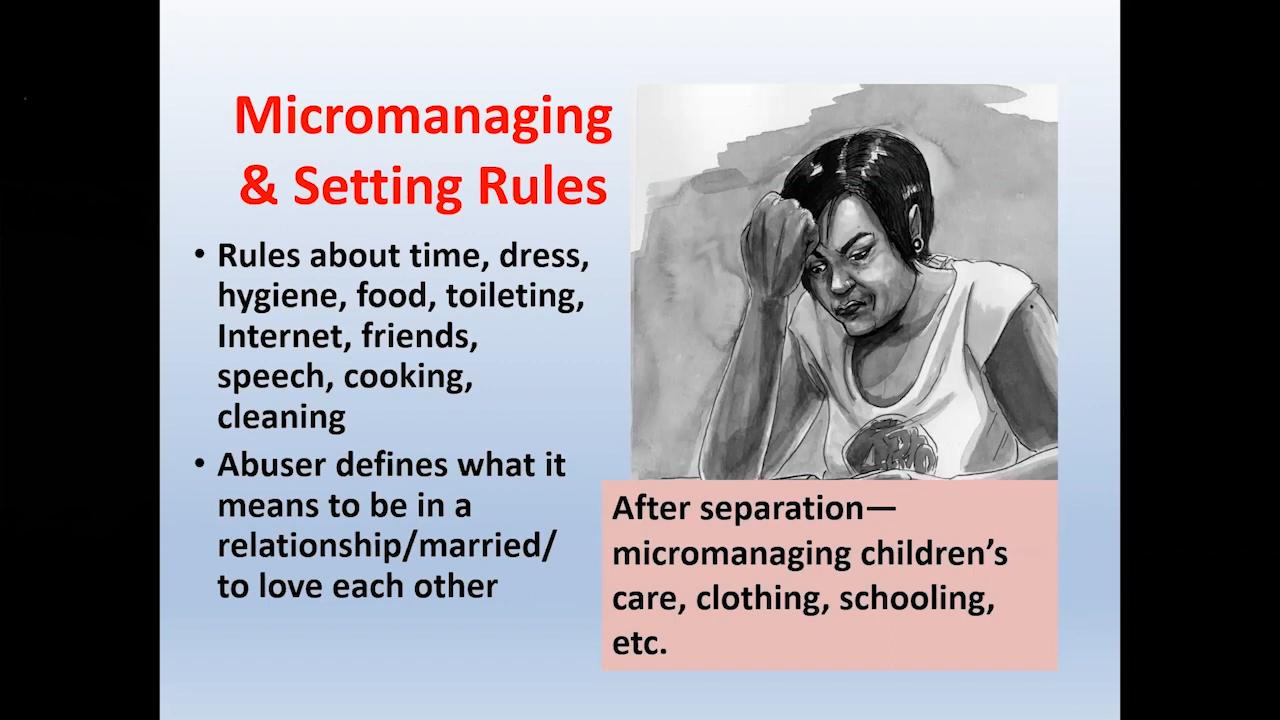 Micromanaging
& Setting Rules
• Rules about time, dress,
hygiene, food, toileting,
Internet, friends,
speech, cooking,
cleaning
• Abuser defines what it
means to be in a
relationship/married/
to love each other
After separation—
micromanaging children’s
care, clothing, schooling,
etc.